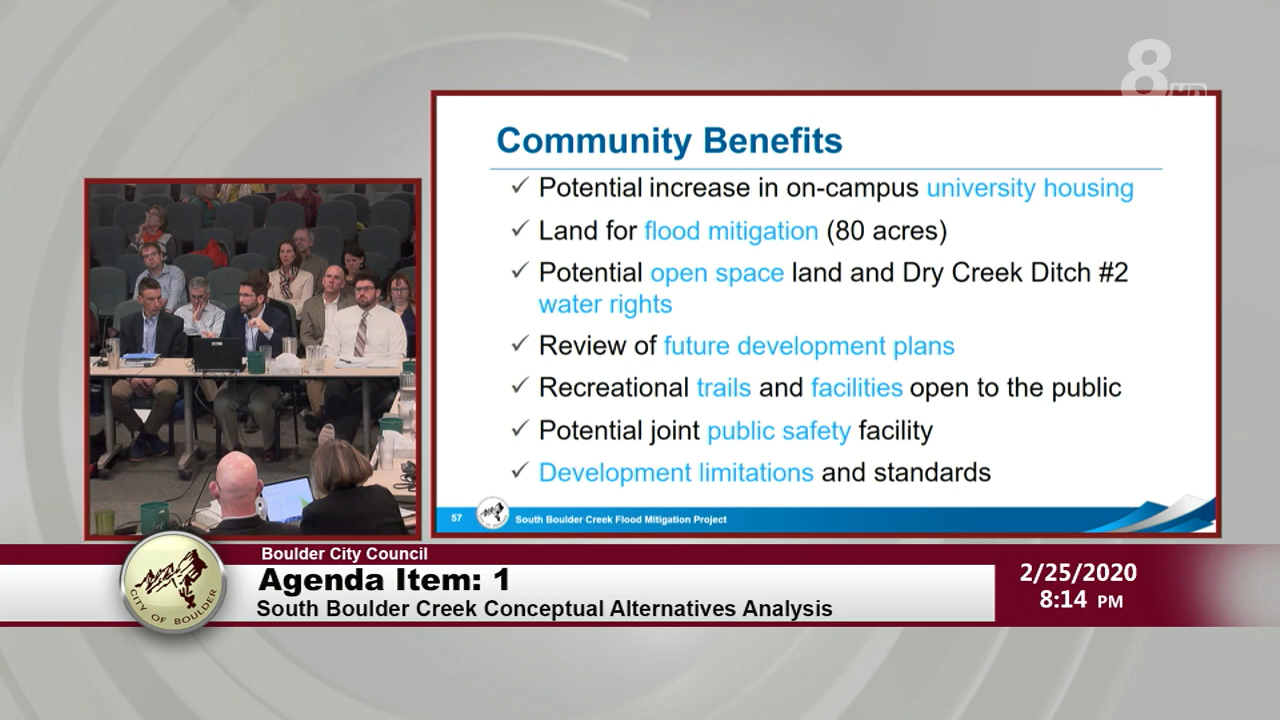 8
HD
Community Benefits
✓ Potential increase in on-campus university housing
✓ Land for flood mitigation (80 acres)
✓ Potential open space land and Dry Creek Ditch #2
water rights
✓ Review of future development plans
✓ Recreational trails and facilities open to the public
✓ Potential joint public safety facility
✓ Development limitations and standards
57
South Boulder Creek Flood Mitigation Project
Boulder City Council
Agenda Item: 1
South Boulder Creek Conceptual Alternatives Analysis
CITY OF BOULDER
2/25/2020
8:14 PM